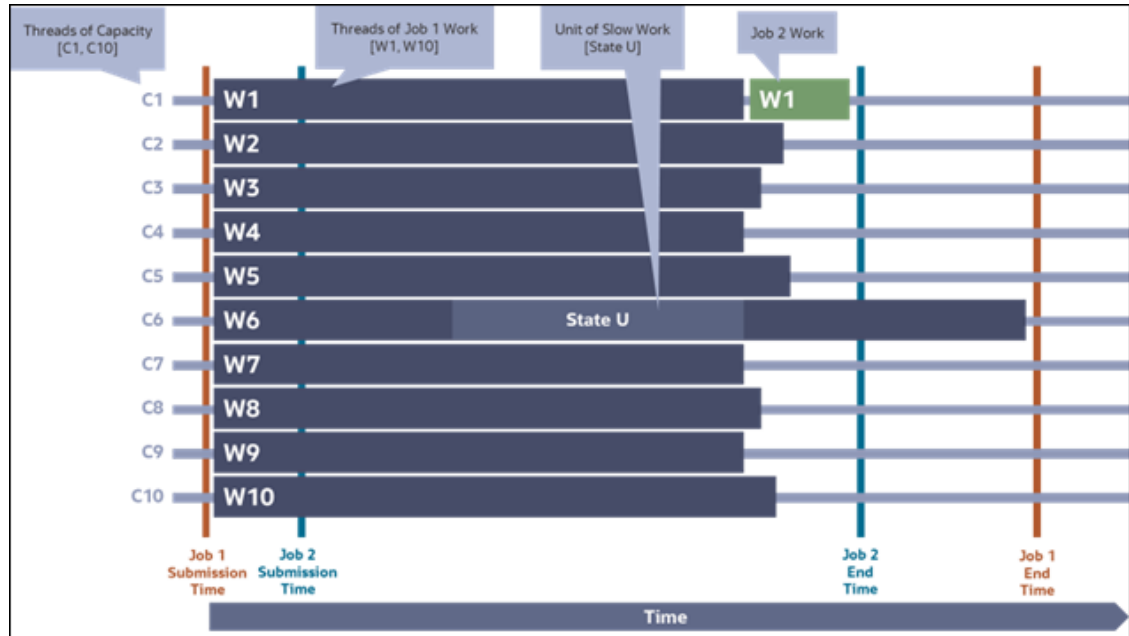 Threads of Capacity
[C1, C10]
Threads of Job 1 Work
[W1, W10]
Unit of Slow Work
[State U]
Job 2 Work
C1
W1
W1
C2
W2
C3
W3
C4
W4
C5
W5
C6
W6
State U
C7
W7
C8
W8
C9
W9
C10
W10
Job 1
Submission
Time
Job 2
Submission
Time
Job 2
End
Time
Job 1
End
Time
Time